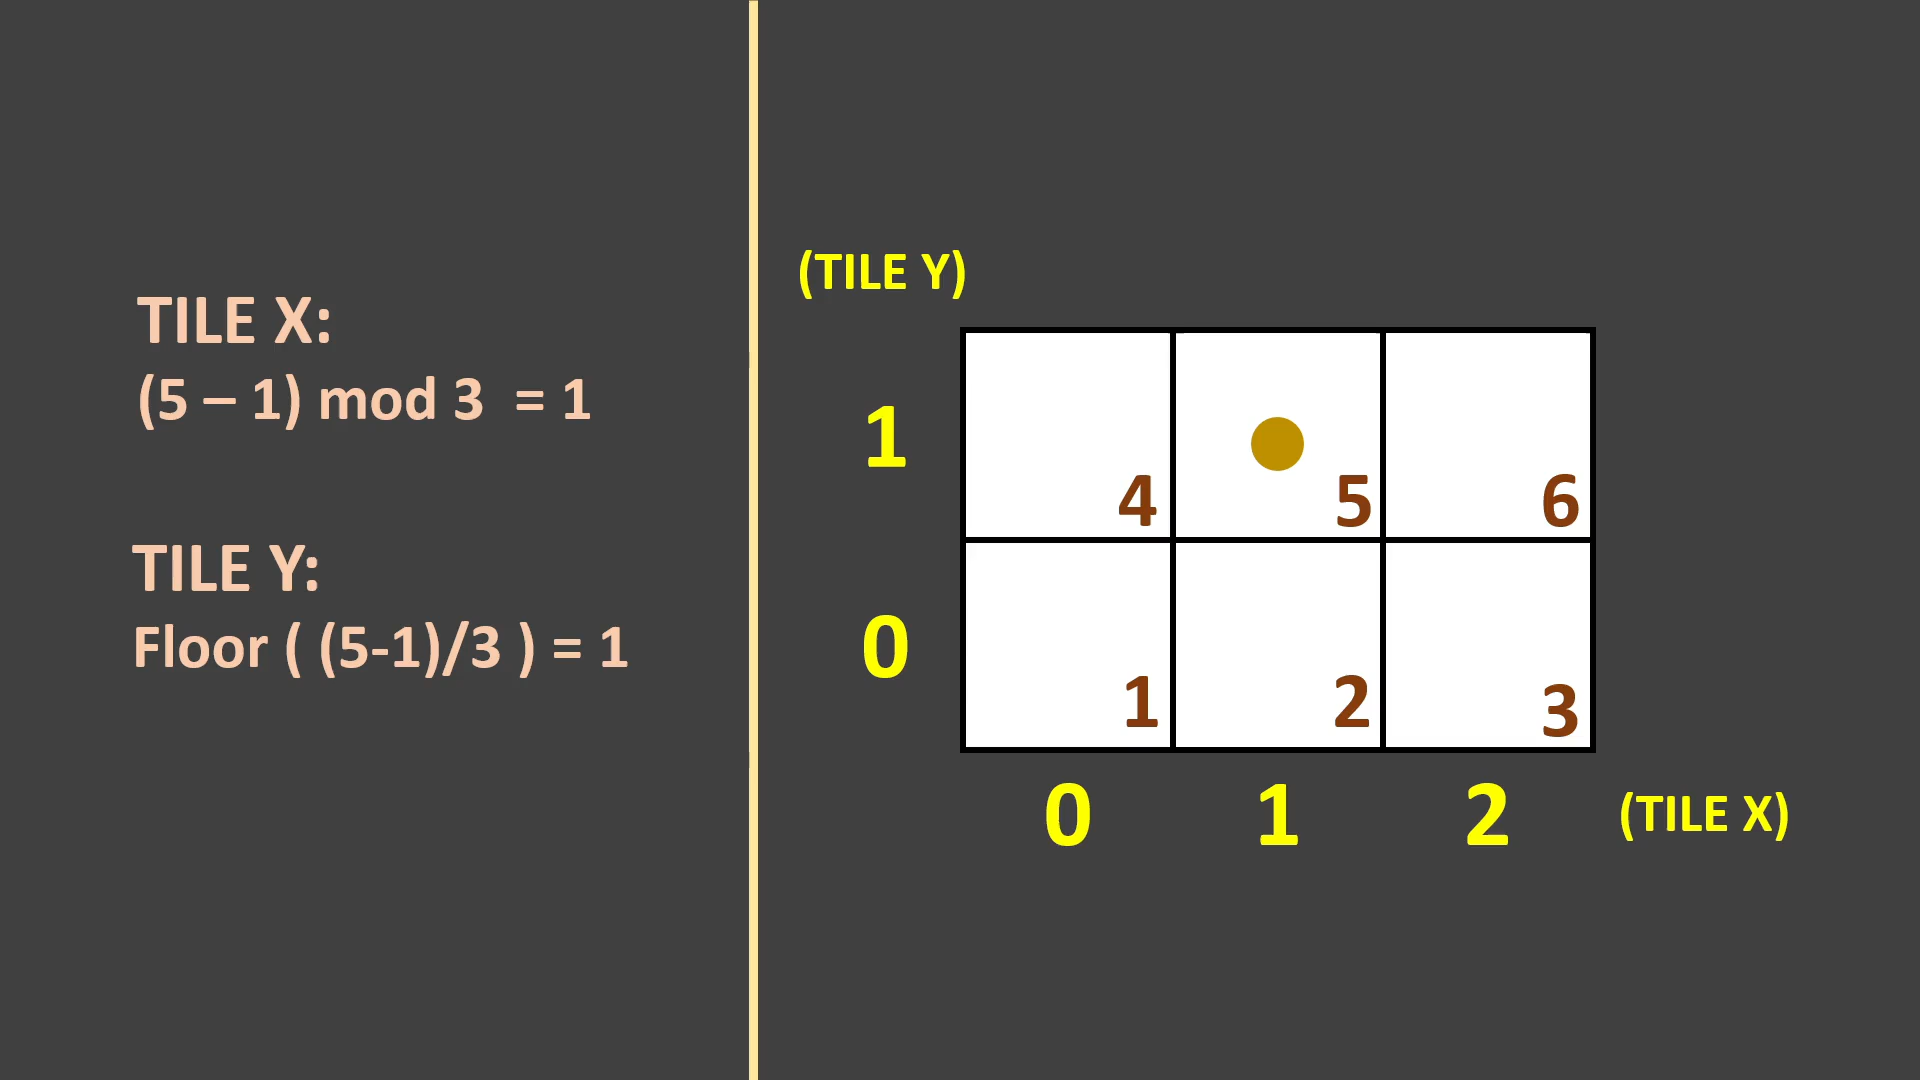 TILE X:
(5 – 1) mod 3  = 1
TILE Y:
Floor ( (5-1)/3 ) = 1
(TILE Y)
1
4
5
6
0
1
2
3
0 1 2 (TILE X)